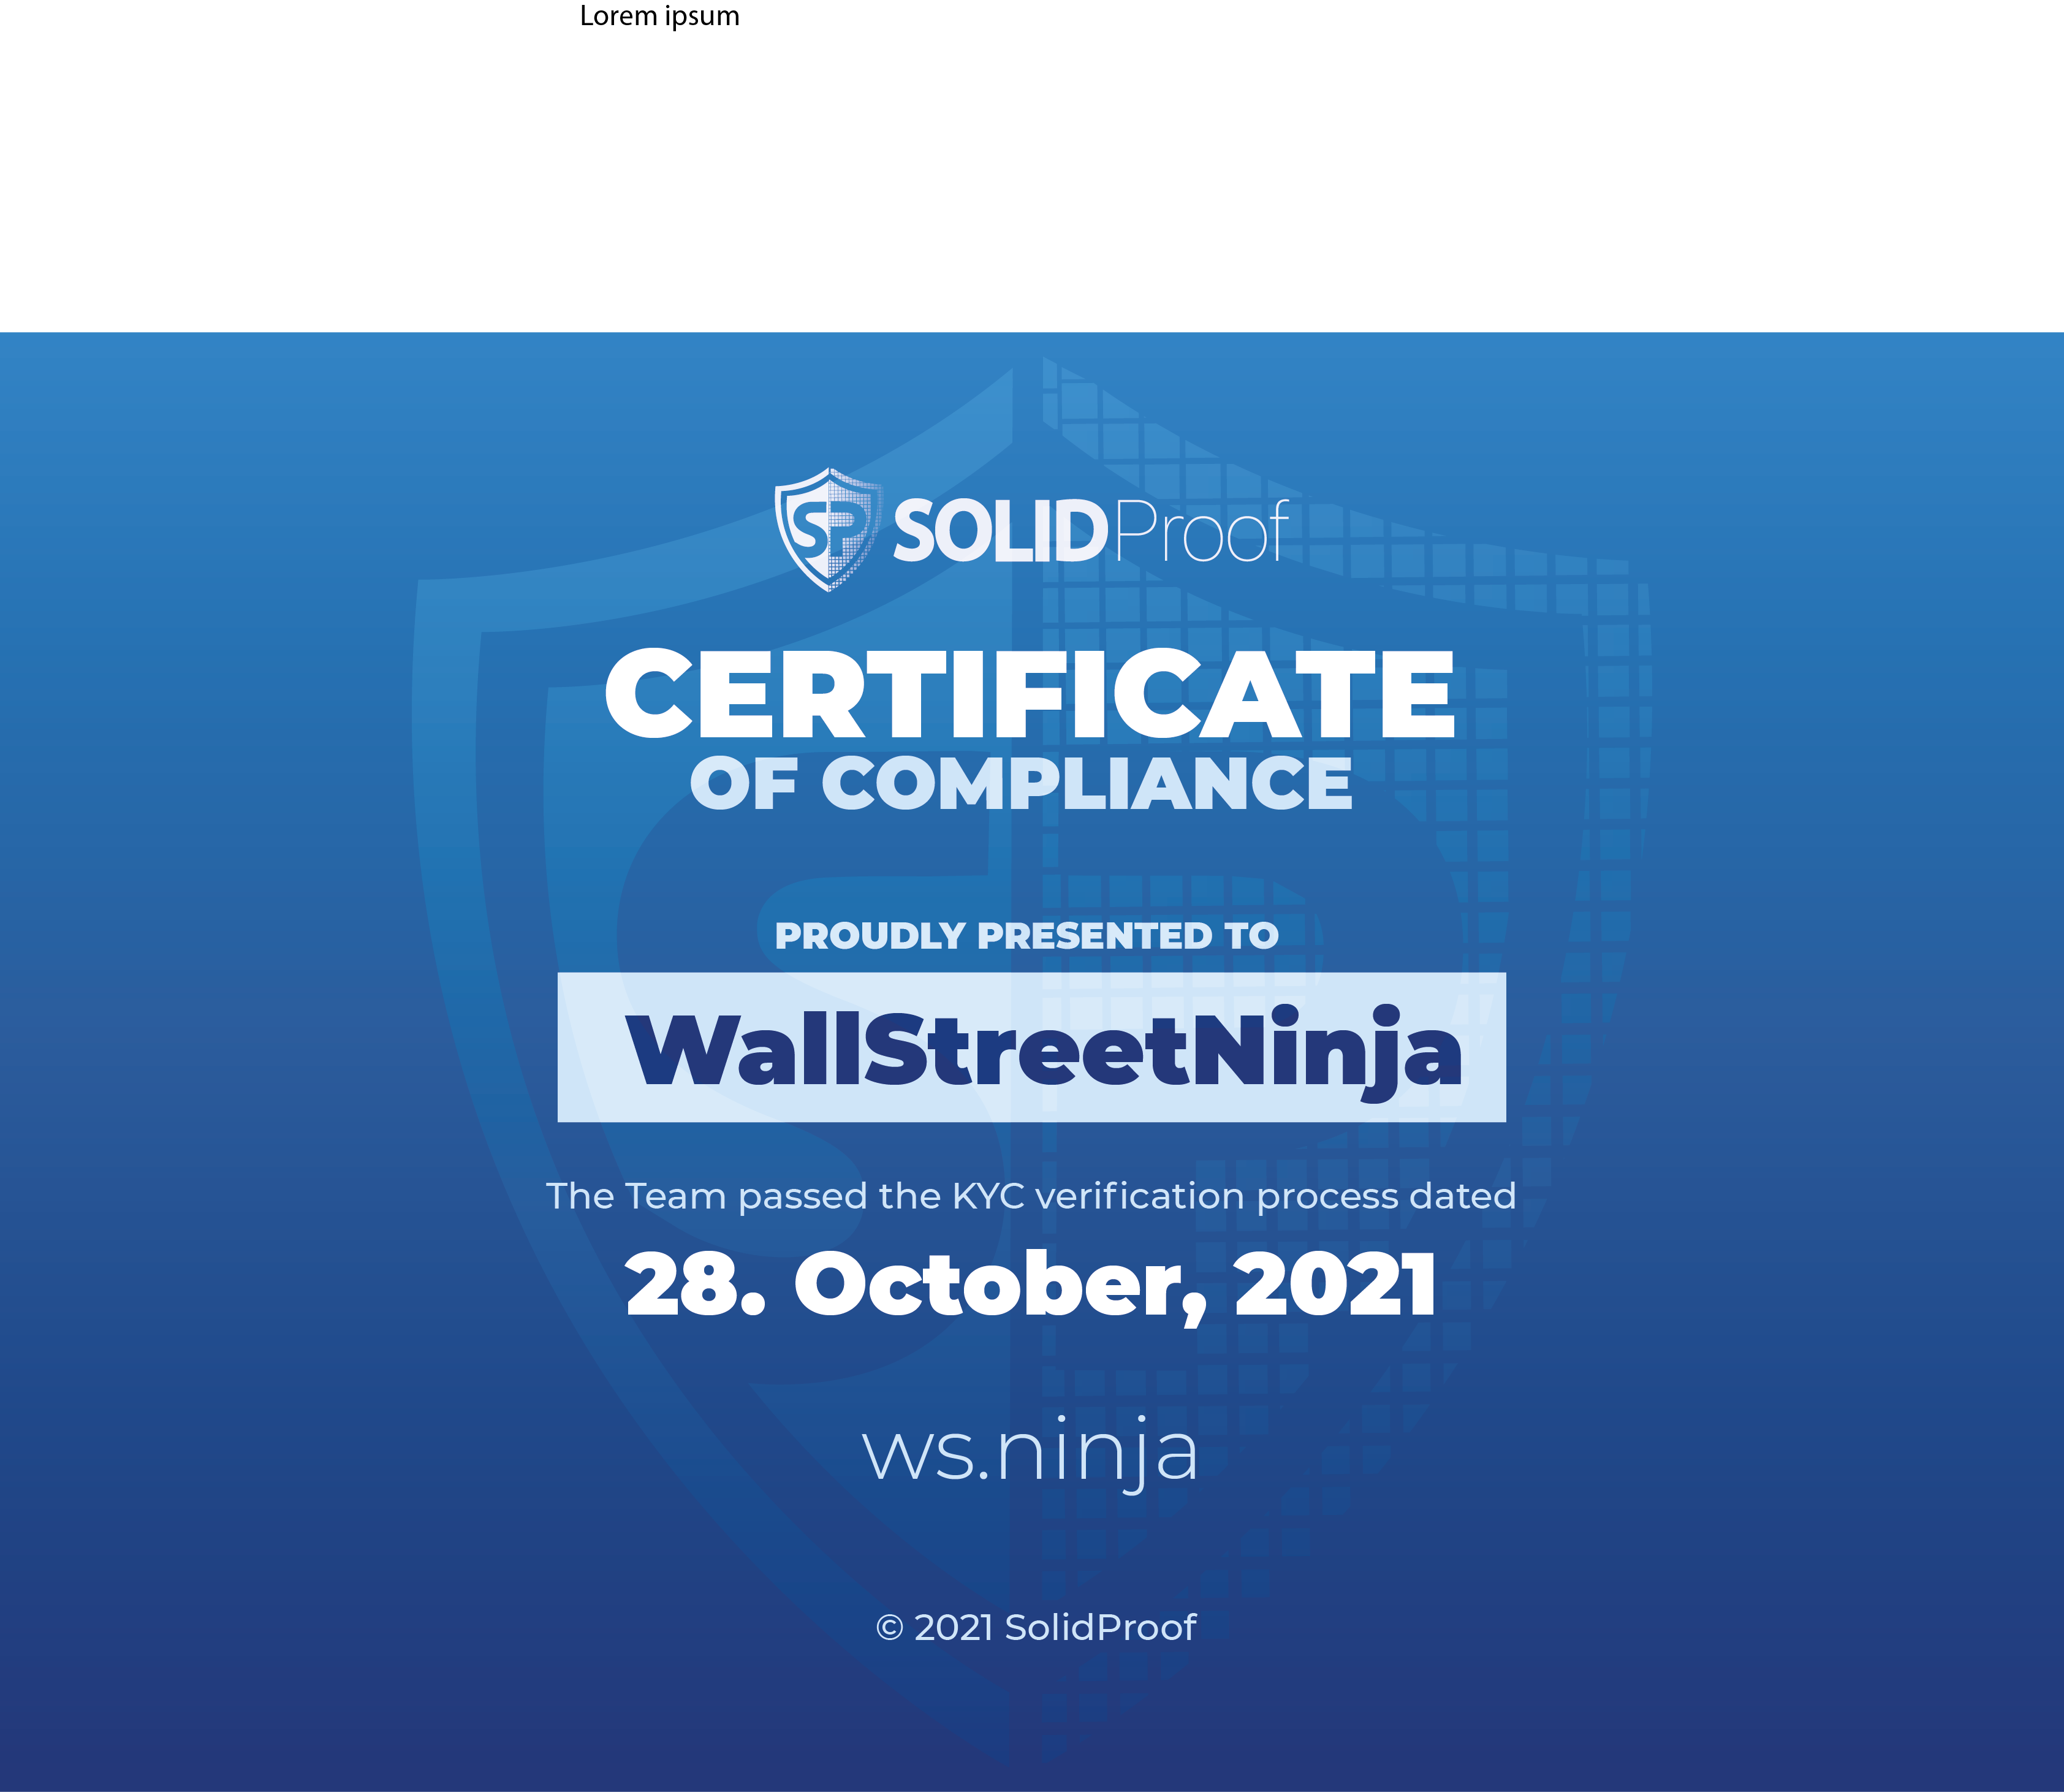 Lorem ipsum
SP SOLIDProof
CERTIFICATE
OF COMPLIANCE
PROUDLY PRESENTED TO
WallStreetNinja
The Team passed the KYC verification process dated
28. October, 2021
ws.ninja
© 2021 SolidProof